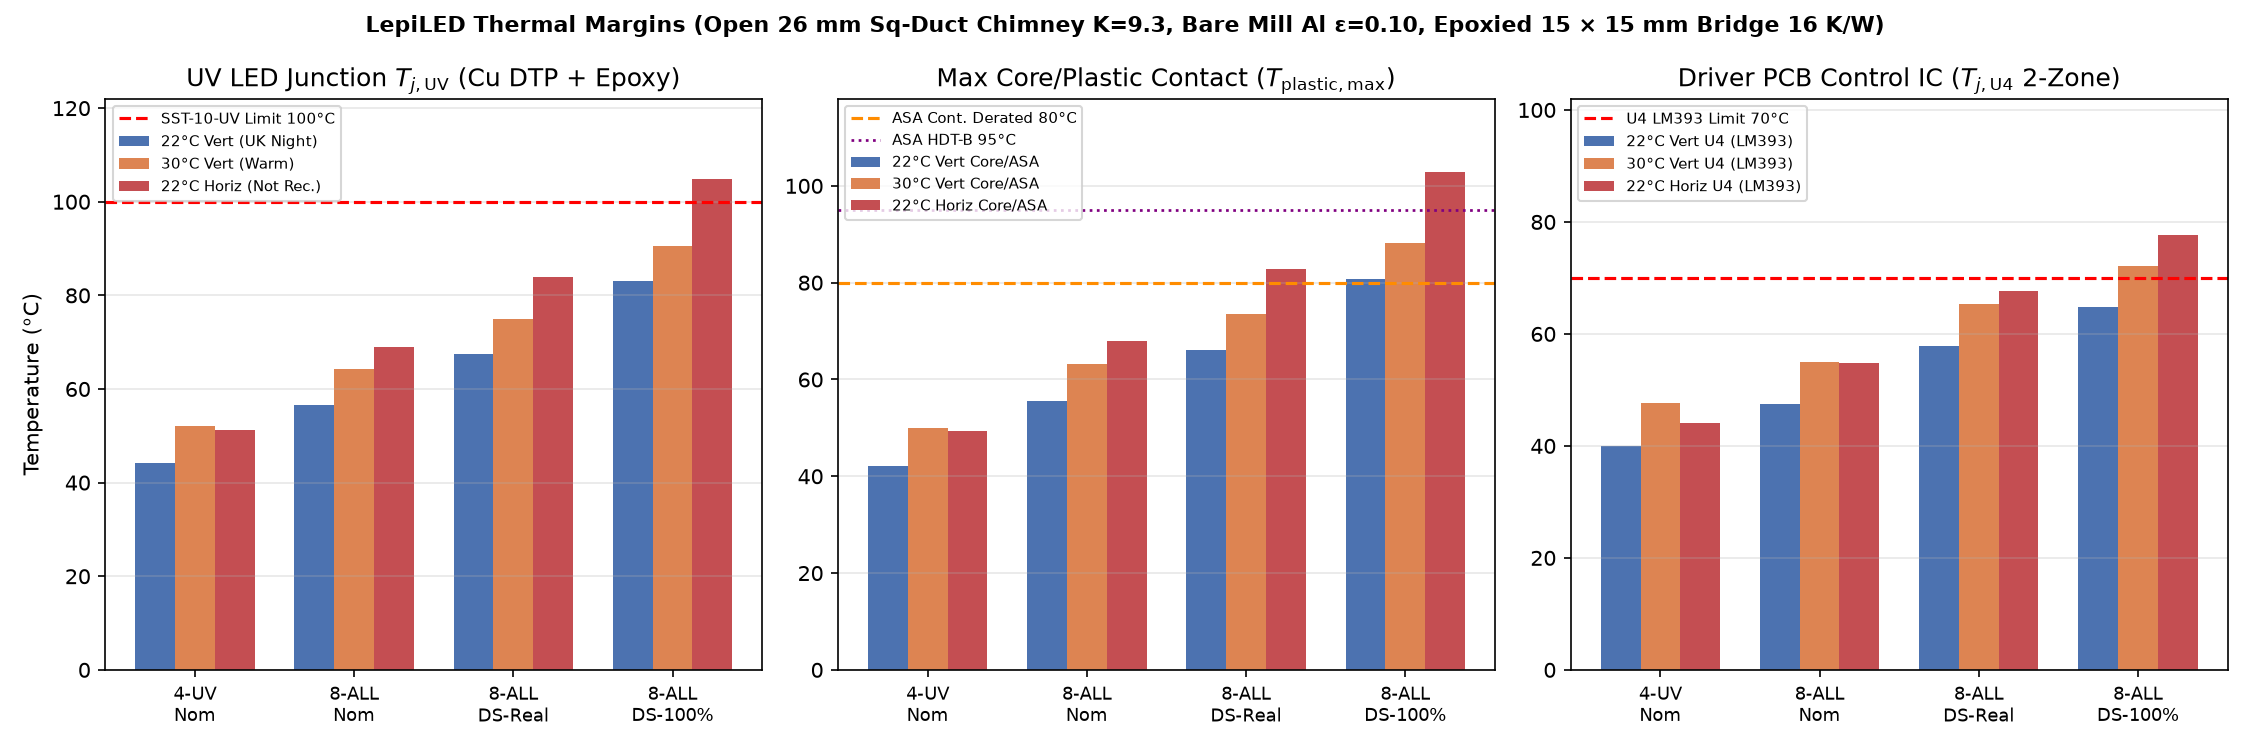 LepiLED Thermal Margins (Open 26 mm Sq-Duct Chimney K=9.3, Bare Mill Al ε=0.10, Epoxied 15 × 15 mm Bridge 16 K/W)
UV LED Junction Tj,UV (Cu DTP + Epoxy)
Temperature (°C)
120
100
80
60
40
20
0
SST-10-UV Limit 100°C
22°C Vert (UK Night)
30°C Vert (Warm)
22°C Horiz (Not Rec.)
4-UV
Nom
8-ALL
Nom
8-ALL
DS-Real
8-ALL
DS-100%
Max Core/Plastic Contact (Tplastic,max)
100
80
60
40
20
0
ASA Cont. Derated 80°C
ASA HDT-B 95°C
22°C Vert Core/ASA
30°C Vert Core/ASA
22°C Horiz Core/ASA
4-UV
Nom
8-ALL
Nom
8-ALL
DS-Real
8-ALL
DS-100%
Driver PCB Control IC (Tj,U4 2-Zone)
100
80
60
40
20
0
U4 LM393 Limit 70°C
22°C Vert U4 (LM393)
30°C Vert U4 (LM393)
22°C Horiz U4 (LM393)
4-UV
Nom
8-ALL
Nom
8-ALL
DS-Real
8-ALL
DS-100%